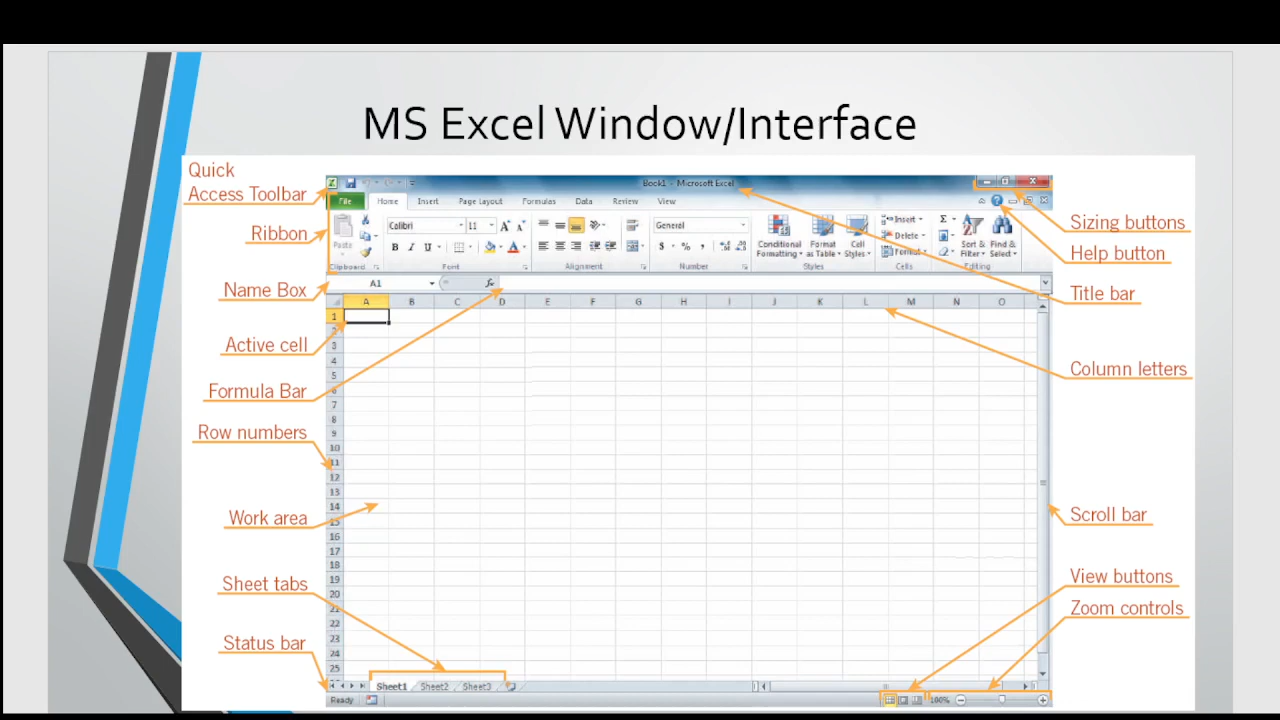 MS Excel Window/Interface
Quick
Access Toolbar
Ribbon
Name Box
Active cell
Formula Bar
Row numbers
Work area
Sheet tabs
Status bar
Book1 - Microsoft Excel
File Home Insert Page Layout Formulas Data Review View
Calibri 11 A A General Σ
Paste B I U A $ % , Conditional Formatting Format as Table Cell Styles Insert Delete Format Sort & Filter Find & Select
Clipboard Font Alignment Number Styles Cells Editing
A1 fx
A B C D E F G H I J K L M N O
1
2
3
4
5
6
7
8
9
10
11
12
13
14
15
16
17
18
19
20
21
22
23
24
25
Sheet1 Sheet2 Sheet3
Ready 100%
Sizing buttons
Help button
Title bar
Column letters
Scroll bar
View buttons
Zoom controls